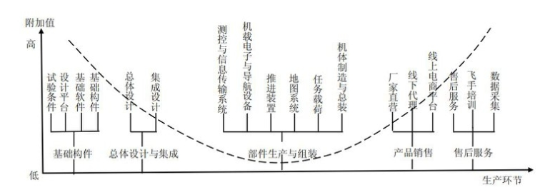 附加值
高
试验条件
设计平台
基础软件
基础构件
总体设计
集成设计
测控与信息传输系统
机载电子与导航设备
推进装置
地图系统
任务载荷
机体制造与总装
厂家直营
线下代理
线上电商平台
售后服务
飞手培训
数据采集
基础构件
总体设计与集成
部件生产与组装
产品销售
售后服务
低
生产环节